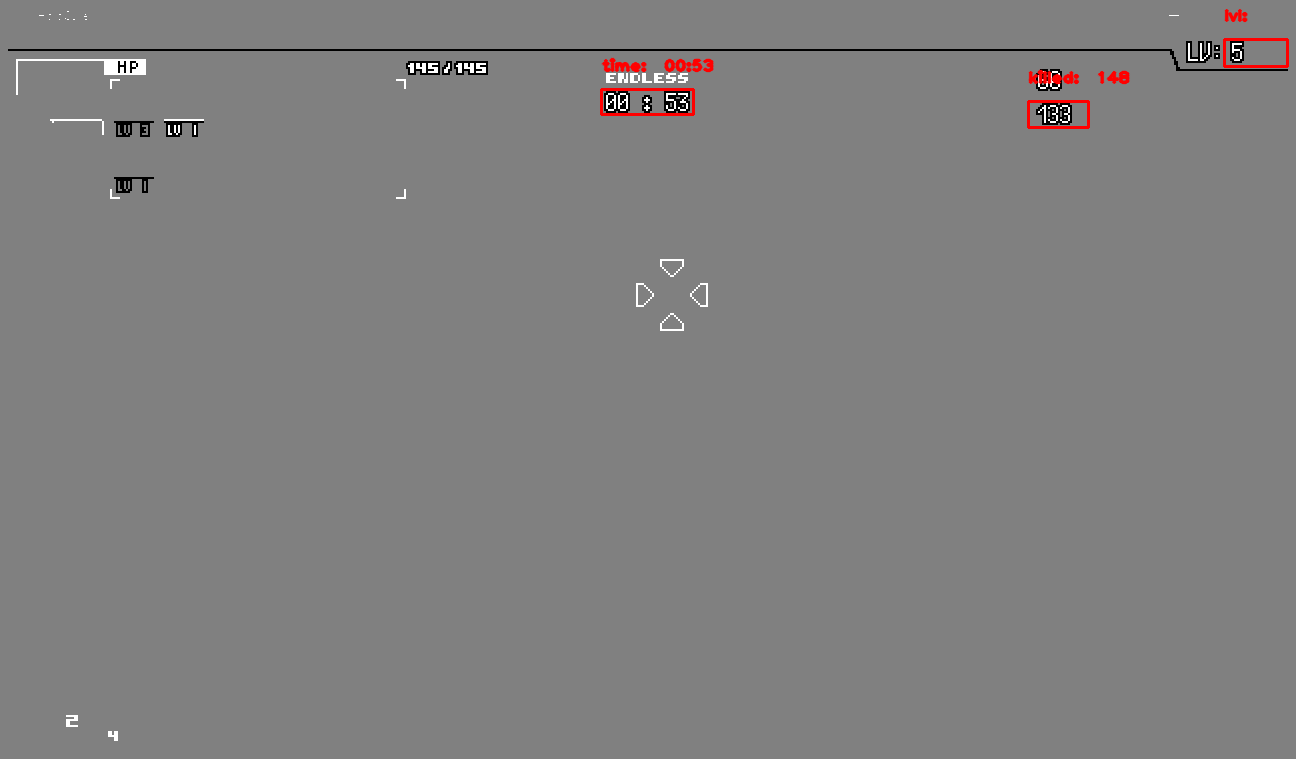 lvl:
LV: 5
HP 145/145
time: 00:53
ENDLESS
killed: 148
00 : 53
133
LV 3 LV 1
LV 1
2
4